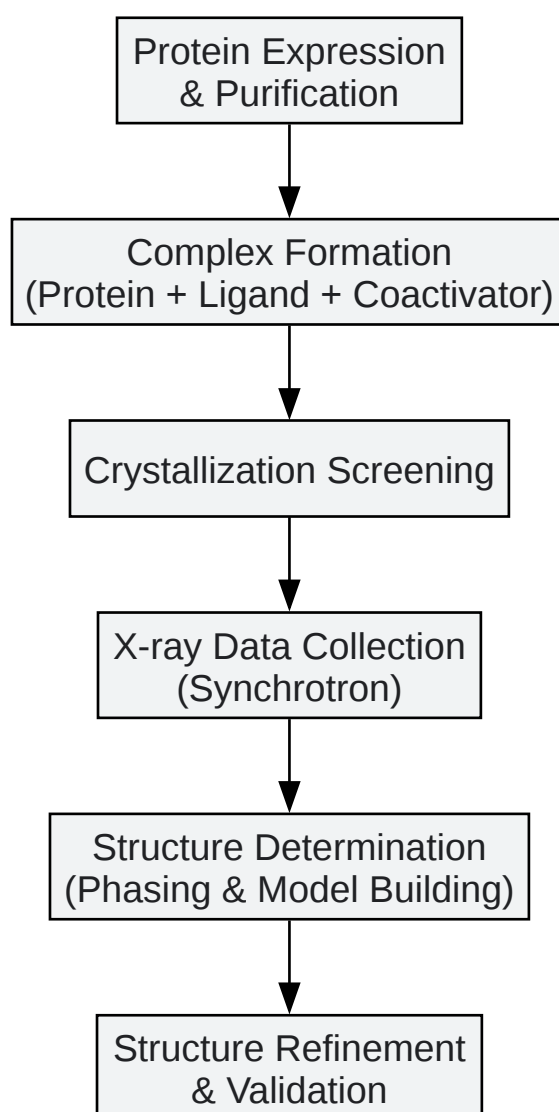 Protein Expression
& Purification
Complex Formation
(Protein + Ligand + Coactivator)
Crystallization Screening
X-ray Data Collection
(Synchrotron)
Structure Determination
(Phasing & Model Building)
Structure Refinement
& Validation